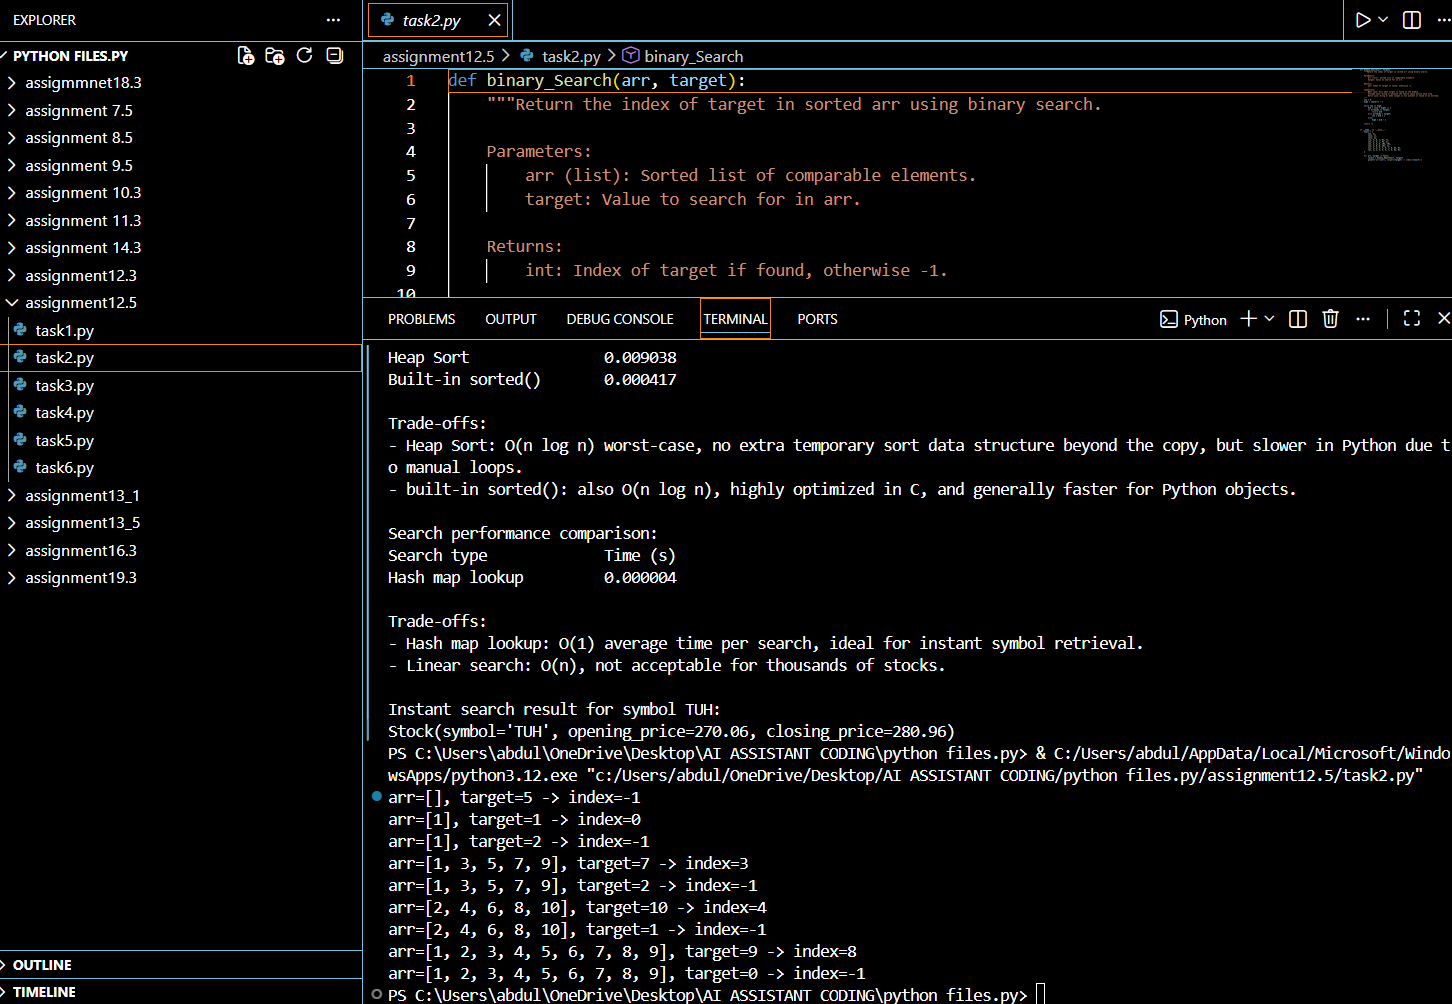 EXPLORER
PYTHON FILES.PY
assignmmnet18.3
assignment 7.5
assignment 8.5
assignment 9.5
assignment 10.3
assignment 11.3
assignment 14.3
assignment12.3
assignment12.5
task1.py
task2.py
task3.py
task4.py
task5.py
task6.py
assignment13_1
assignment13_5
assignment16.3
assignment19.3
OUTLINE
TIMELINE
task2.py
assignment12.5 > task2.py > binary_Search
1 def binary_Search(arr, target):
2 """Return the index of target in sorted arr using binary search.
3
4 Parameters:
5 arr (list): Sorted list of comparable elements.
6 target: Value to search for in arr.
7
8 Returns:
9 int: Index of target if found, otherwise -1.
10
PROBLEMS OUTPUT DEBUG CONSOLE TERMINAL PORTS
Python
Heap Sort 0.009038
Built-in sorted() 0.000417
Trade-offs:
- Heap Sort: O(n log n) worst-case, no extra temporary sort data structure beyond the copy, but slower in Python due t
o manual loops.
- built-in sorted(): also O(n log n), highly optimized in C, and generally faster for Python objects.
Search performance comparison:
Search type Time (s)
Hash map lookup 0.000004
Trade-offs:
- Hash map lookup: O(1) average time per search, ideal for instant symbol retrieval.
- Linear search: O(n), not acceptable for thousands of stocks.
Instant search result for symbol TUH:
Stock(symbol='TUH', opening_price=270.06, closing_price=280.96)
PS C:\Users\abdul\OneDrive\Desktop\AI ASSISTANT CODING\python files.py> & C:/Users/abdul/AppData/Local/Microsoft/Windo
wsApps/python3.12.exe "c:/Users/abdul/OneDrive/Desktop/AI ASSISTANT CODING/python files.py/assignment12.5/task2.py"
arr=[], target=5 -> index=-1
arr=[1], target=1 -> index=0
arr=[1], target=2 -> index=-1
arr=[1, 3, 5, 7, 9], target=7 -> index=3
arr=[1, 3, 5, 7, 9], target=2 -> index=-1
arr=[2, 4, 6, 8, 10], target=10 -> index=4
arr=[2, 4, 6, 8, 10], target=1 -> index=-1
arr=[1, 2, 3, 4, 5, 6, 7, 8, 9], target=9 -> index=8
arr=[1, 2, 3, 4, 5, 6, 7, 8, 9], target=0 -> index=-1
PS C:\Users\abdul\OneDrive\Desktop\AI ASSISTANT CODING\python files.py>